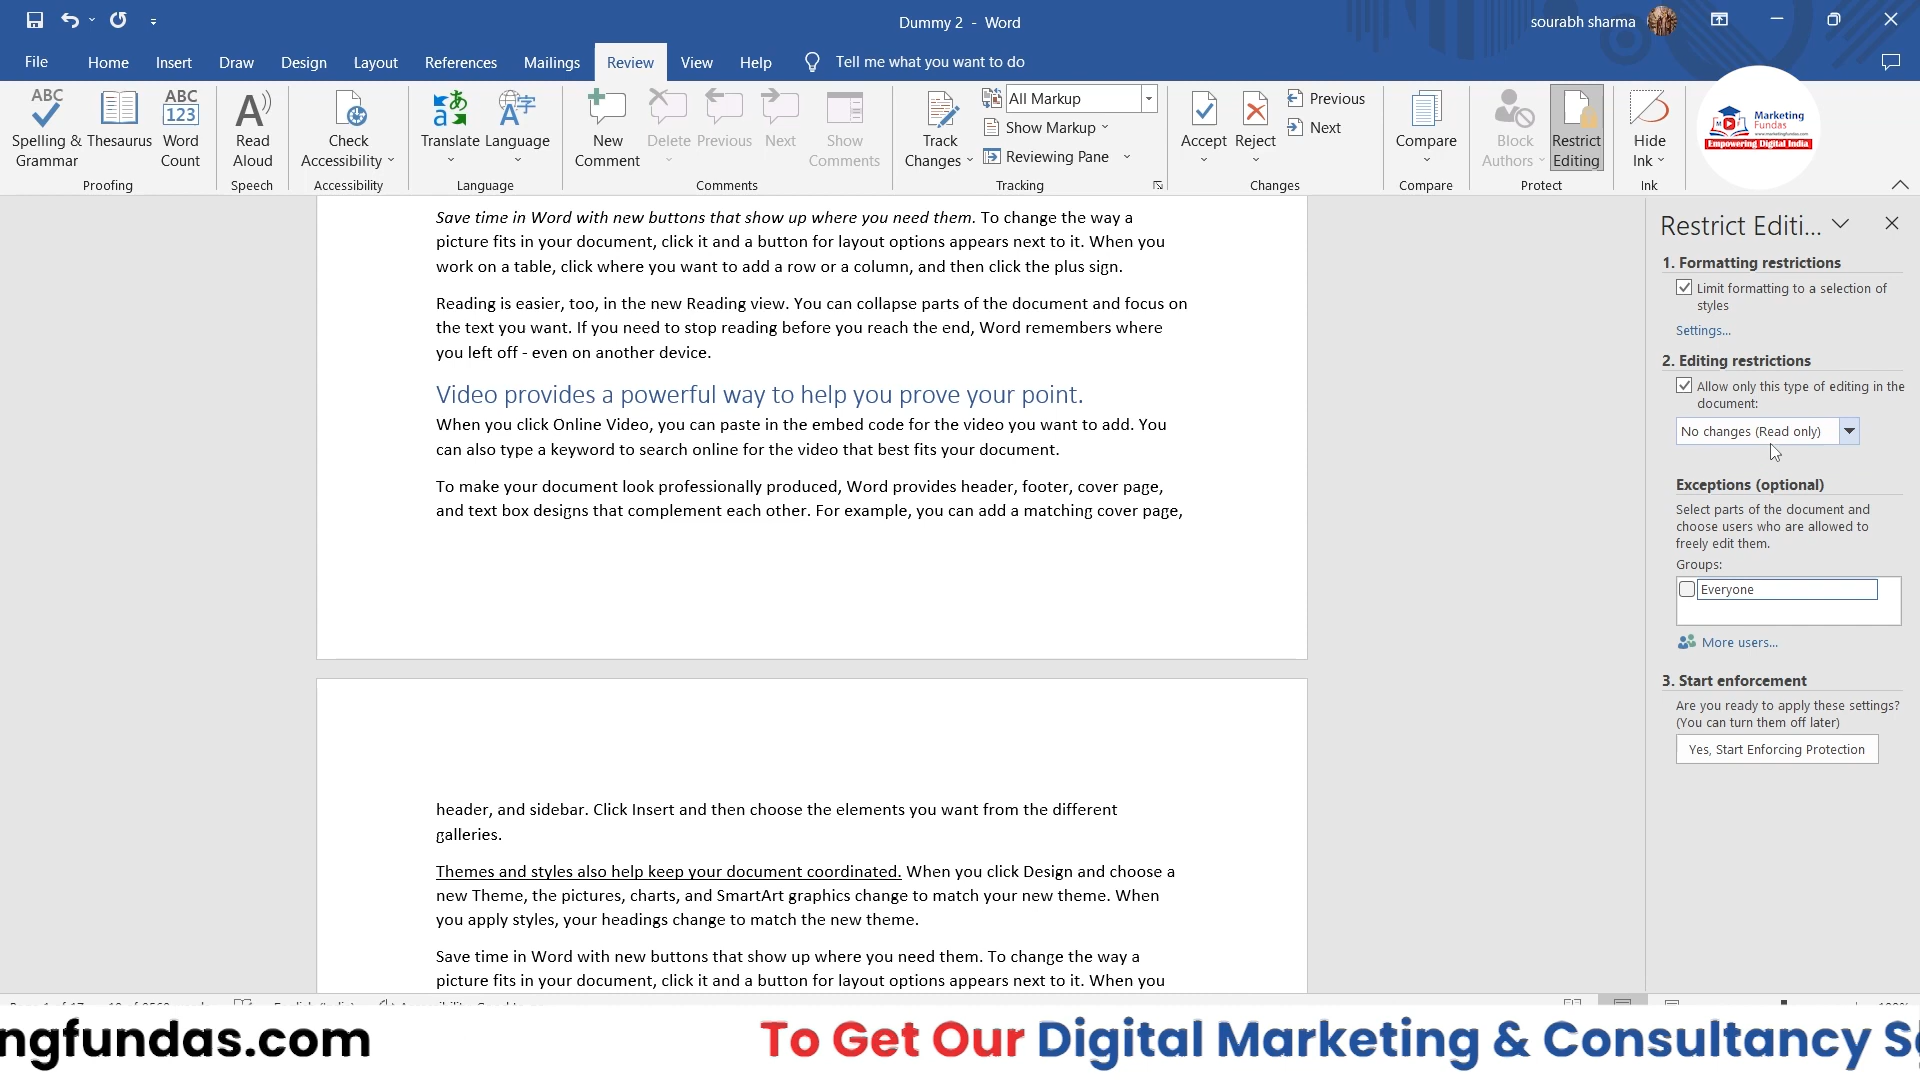 Dummy 2 - Word
sourabh sharma
File Home Insert Draw Design Layout References Mailings Review View Help Tell me what you want to do
ABC
Spelling &
Grammar
Thesaurus
ABC
123
Word
Count
Proofing
Read
Aloud
Speech
Check
Accessibility
Accessibility
Translate
Language
Language
New
Comment
Delete
Previous
Next
Show
Comments
Comments
Track
Changes
All Markup
Show Markup
Reviewing Pane
Tracking
Accept
Reject
Previous
Next
Changes
Compare
Compare
Block
Authors
Restrict
Editing
Protect
Hide
Ink
Ink
Marketing
Fundas
Empowering Digital India
Save time in Word with new buttons that show up where you need them. To change the way a
picture fits in your document, click it and a button for layout options appears next to it. When you
work on a table, click where you want to add a row or a column, and then click the plus sign.
Reading is easier, too, in the new Reading view. You can collapse parts of the document and focus on
the text you want. If you need to stop reading before you reach the end, Word remembers where
you left off - even on another device.
Video provides a powerful way to help you prove your point.
When you click Online Video, you can paste in the embed code for the video you want to add. You
can also type a keyword to search online for the video that best fits your document.
To make your document look professionally produced, Word provides header, footer, cover page,
and text box designs that complement each other. For example, you can add a matching cover page,
header, and sidebar. Click Insert and then choose the elements you want from the different
galleries.
Themes and styles also help keep your document coordinated. When you click Design and choose a
new Theme, the pictures, charts, and SmartArt graphics change to match your new theme. When
you apply styles, your headings change to match the new theme.
Save time in Word with new buttons that show up where you need them. To change the way a
picture fits in your document, click it and a button for layout options appears next to it. When you
Restrict Editi...
1. Formatting restrictions
Limit formatting to a selection of
styles
Settings...
2. Editing restrictions
Allow only this type of editing in the
document:
No changes (Read only)
Exceptions (optional)
Select parts of the document and
choose users who are allowed to
freely edit them.
Groups:
Everyone
More users...
3. Start enforcement
Are you ready to apply these settings?
(You can turn them off later)
Yes, Start Enforcing Protection
ngfundas.com
To Get Our Digital Marketing & Consultancy